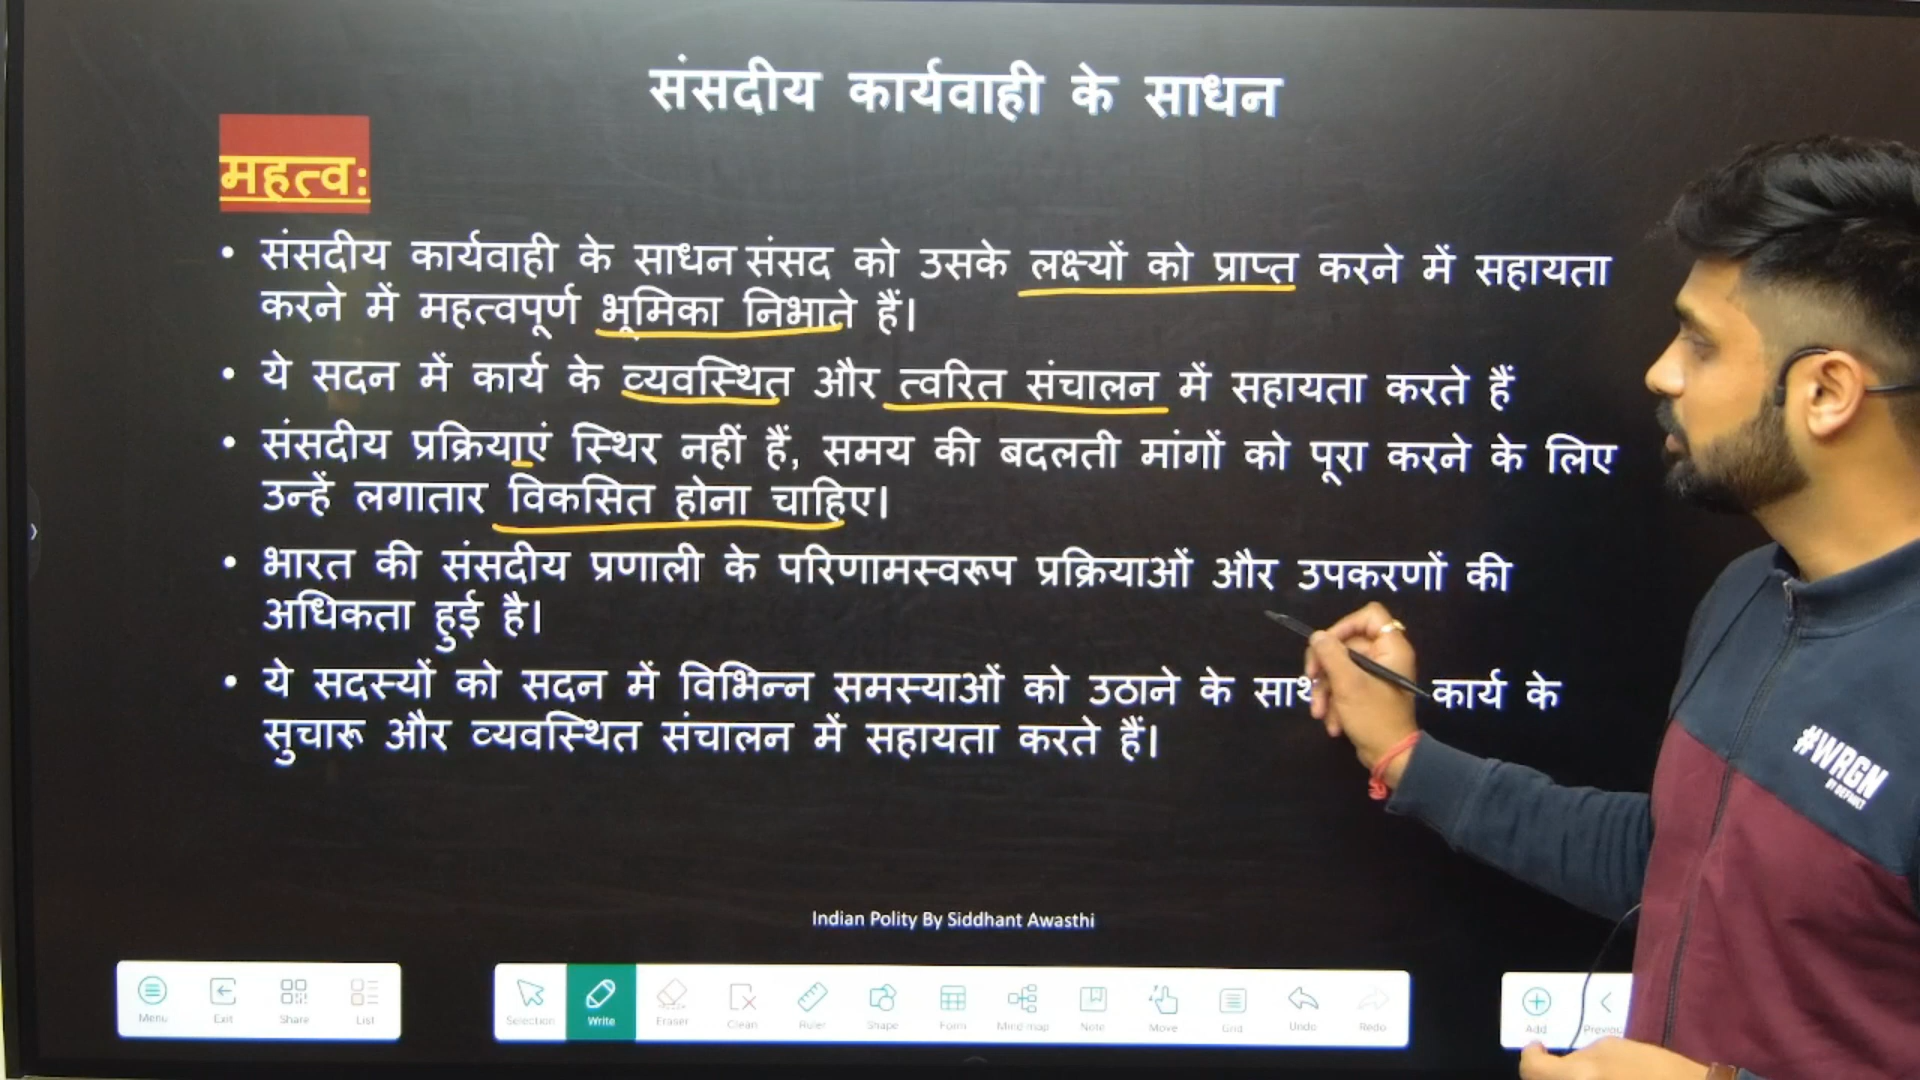 संसदीय कार्यवाही के साधन
महत्व:
• संसदीय कार्यवाही के साधन संसद को उसके लक्ष्यों को प्राप्त करने में सहायता
करने में महत्वपूर्ण भूमिका निभाते हैं।
• ये सदन में कार्य के व्यवस्थित और त्वरित संचालन में सहायता करते हैं
• संसदीय प्रक्रियाएं स्थिर नहीं हैं, समय की बदलती मांगों को पूरा करने के लिए
उन्हें लगातार विकसित होना चाहिए।
• भारत की संसदीय प्रणाली के परिणामस्वरूप प्रक्रियाओं और उपकरणों की
अधिकता हुई है।
• ये सदस्यों को सदन में विभिन्न समस्याओं को उठाने के साथ कार्य के
सुचारू और व्यवस्थित संचालन में सहायता करते हैं।
#WRGN
BY DEFAULT
Indian Polity By Siddhant Awasthi
Menu Exit Share List Selection Write Eraser Clean Ruler Shape Form Mind map Note Move Grid Undo Redo Add